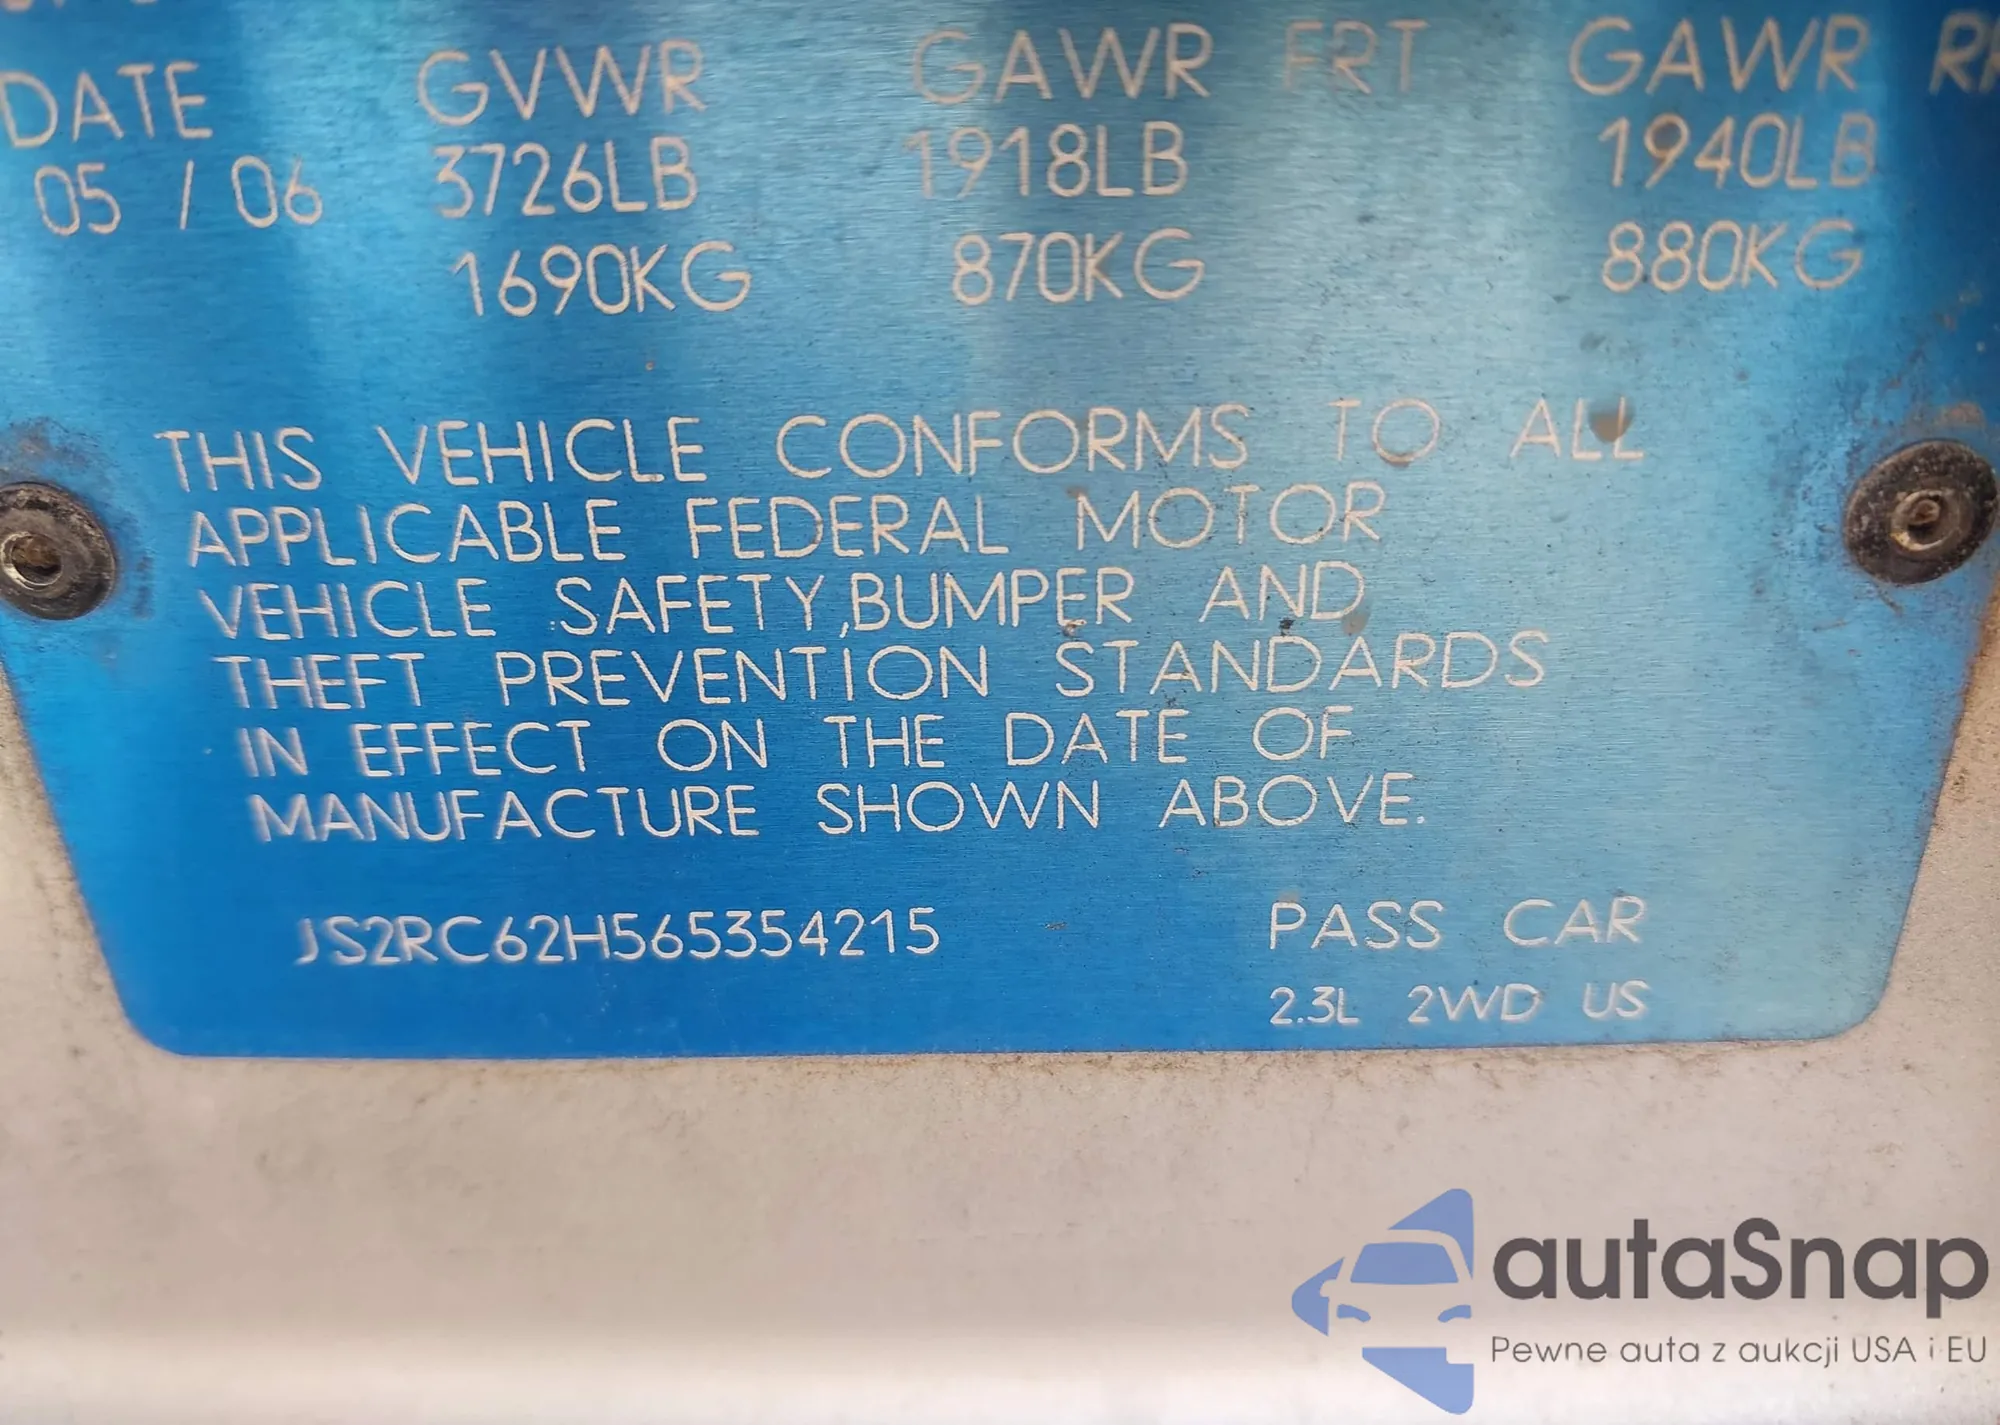 DATE GVWR GAWR FRT GAWR RR
05 / 06 3726LB 1918LB 1940LB
1690KG 870KG 880KG
THIS VEHICLE CONFORMS TO ALL
APPLICABLE FEDERAL MOTOR
VEHICLE SAFETY,BUMPER AND
THEFT PREVENTION STANDARDS
IN EFFECT ON THE DATE OF
MANUFACTURE SHOWN ABOVE.
JS2RC62H565354215 PASS CAR
2.3L 2WD US
autaSnap
Pewne auta z aukcji USA i EU